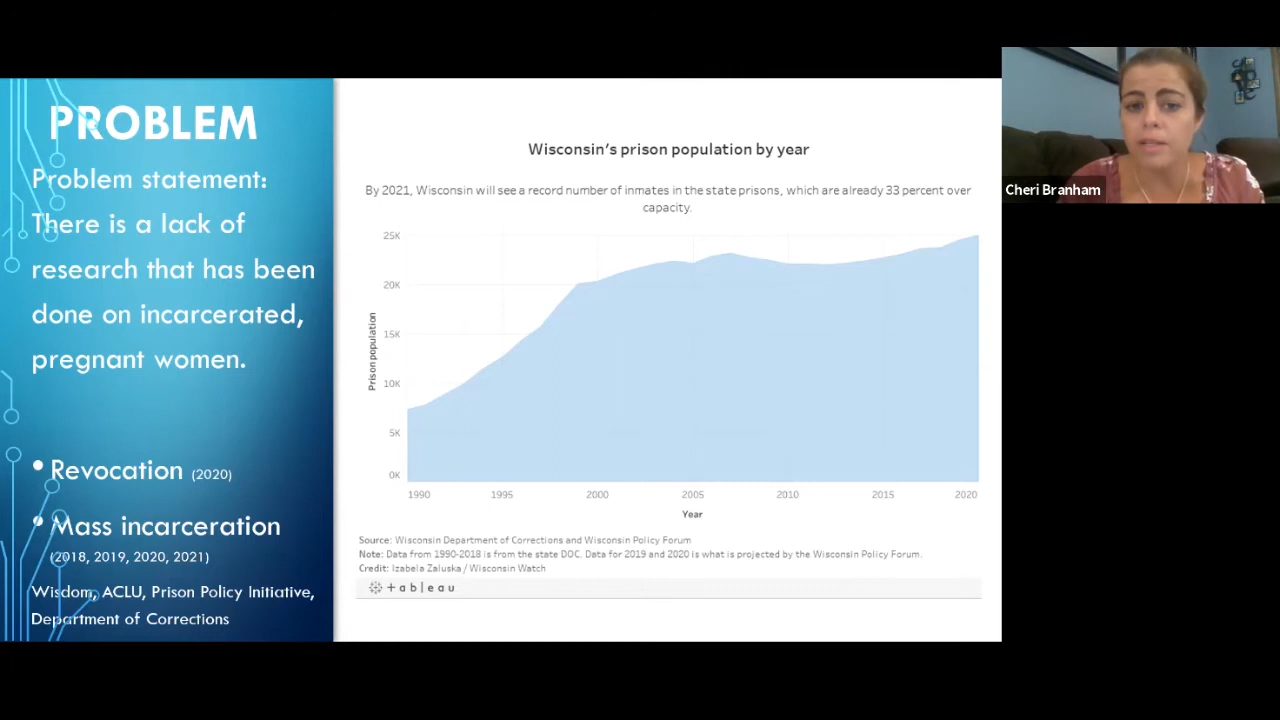 PROBLEM
Problem statement:
There is a lack of
research that has been
done on incarcerated,
pregnant women.
• Revocation (2020)
• Mass incarceration
(2018, 2019, 2020, 2021)
Wisdom, ACLU, Prison Policy Initiative,
Department of Corrections
Wisconsin's prison population by year
By 2021, Wisconsin will see a record number of inmates in the state prisons, which are already 33 percent over
capacity.
25K
20K
15K
10K
5K
0K
Prison population
1990 1995 2000 2005 2010 2015 2020
Year
Source: Wisconsin Department of Corrections and Wisconsin Policy Forum
Note: Data from 1990-2018 is from the state DOC. Data for 2019 and 2020 is what is projected by the Wisconsin Policy Forum.
Credit: Izabela Zaluska / Wisconsin Watch
+ a b | e a u
Cheri Branham